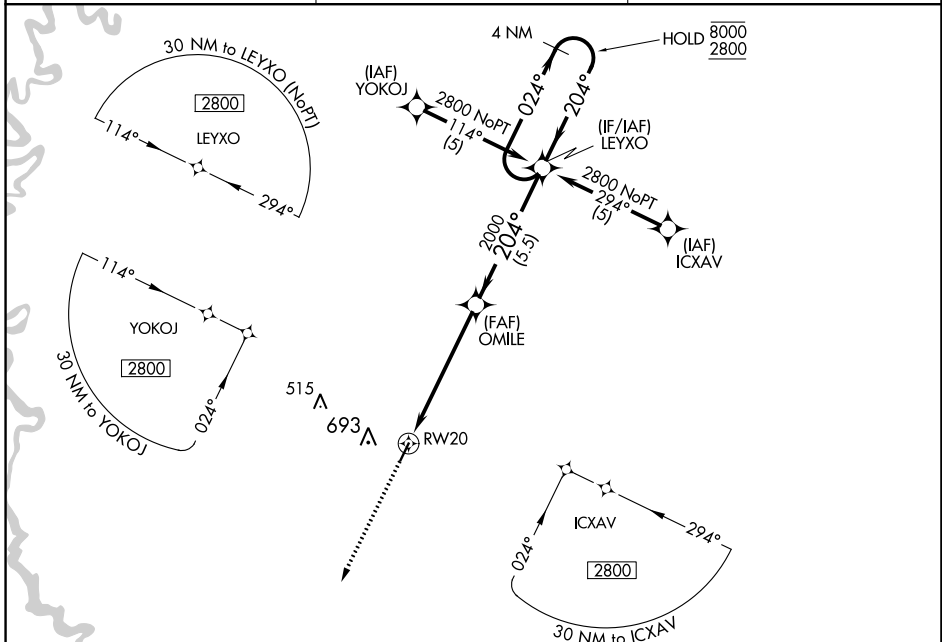 30 NM to LEYXO (NoPT)
2800
LEYXO
114°
294°
4 NM
HOLD 8000
2800
024°
204°
(IAF)
YOKOJ
2800 NoPT
114°
(5)
(IF/IAF)
LEYXO
2800 NoPT
294°
(5)
(IAF)
ICXAV
2000
204°
(5.5)
(FAF)
OMILE
114°
YOKOJ
2800
024°
30 NM to YOKOJ
515
693
RW20
ICXAV
294°
024°
2800
30 NM to ICXAV